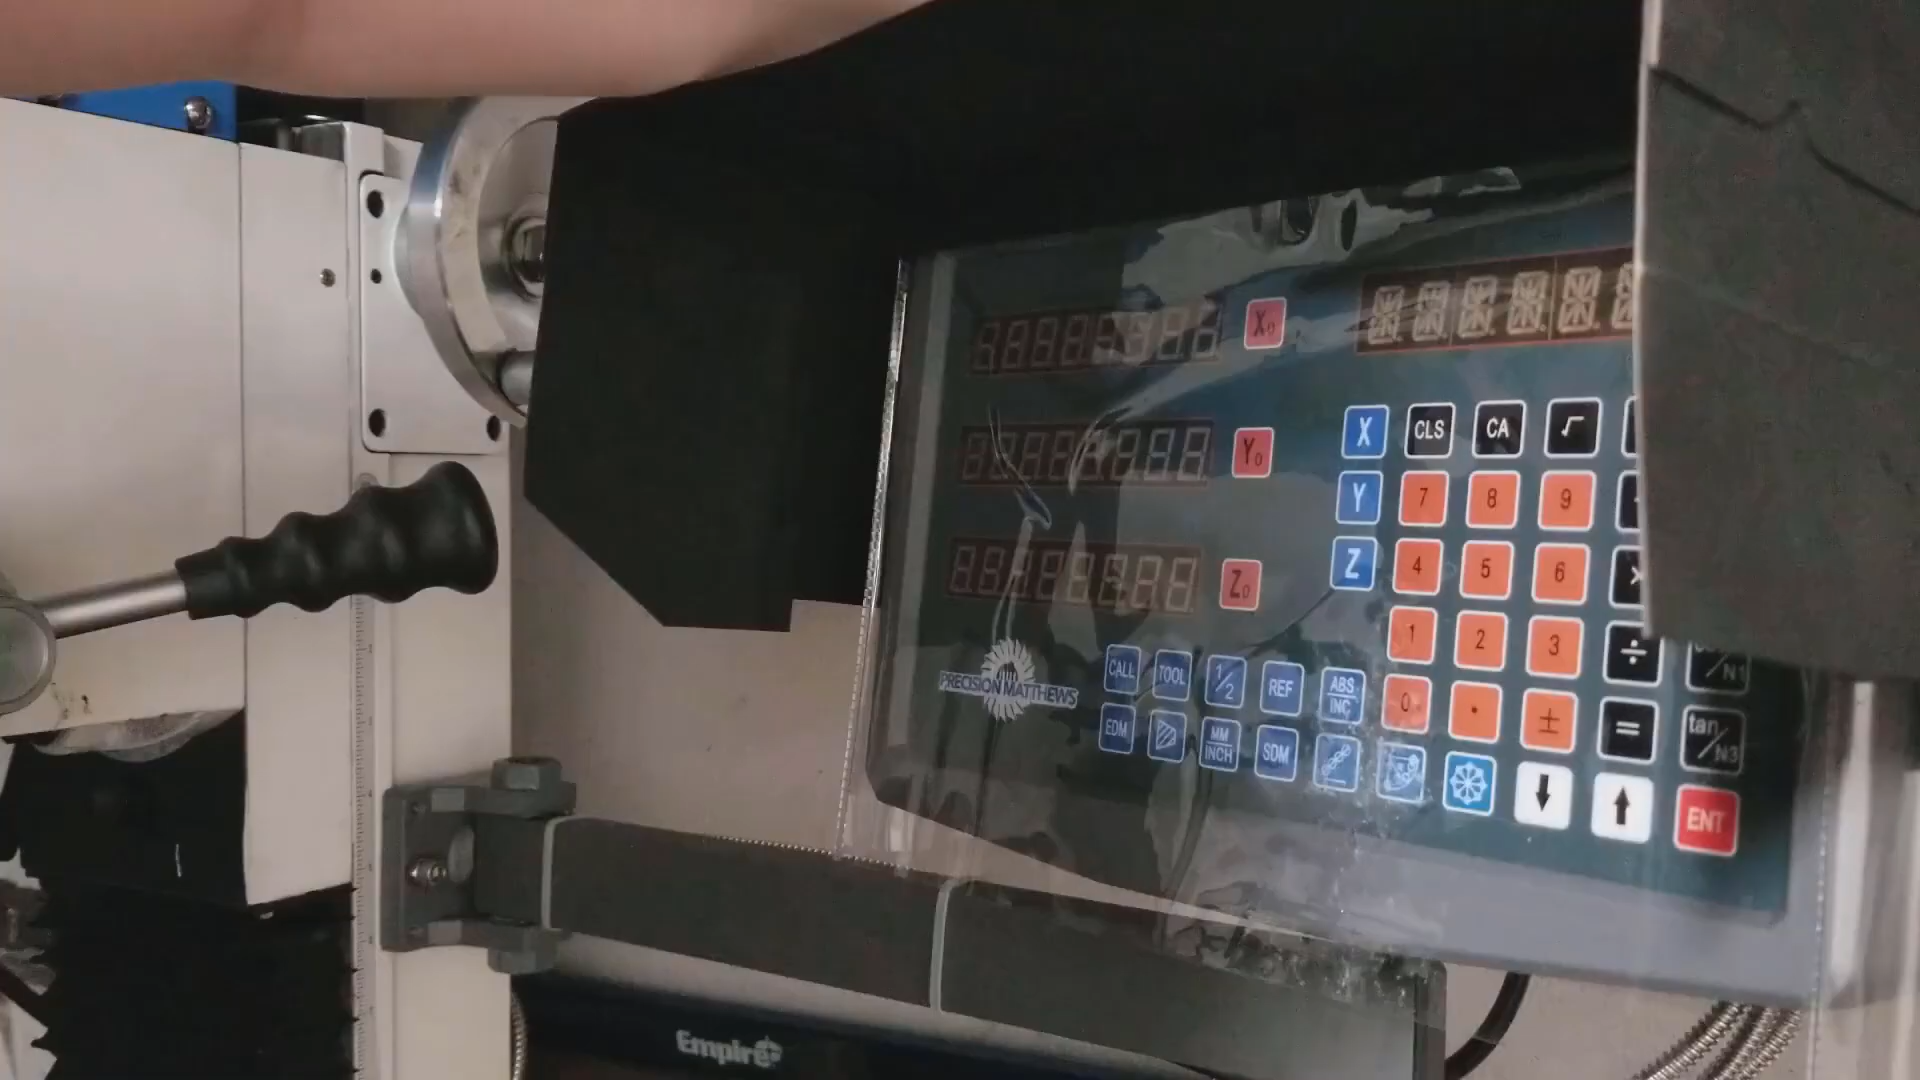 X₀
Y₀
Z₀
X CLS CA √
Y 7 8 9
Z 4 5 6 ×
1 2 3 ÷
0 . ± =
/N1
tan/N3
CALL TOOL 1/2 REF ABS/INC
EDM MM/INCH SDM
ENT
PRECISION MATTHEWS
Empire